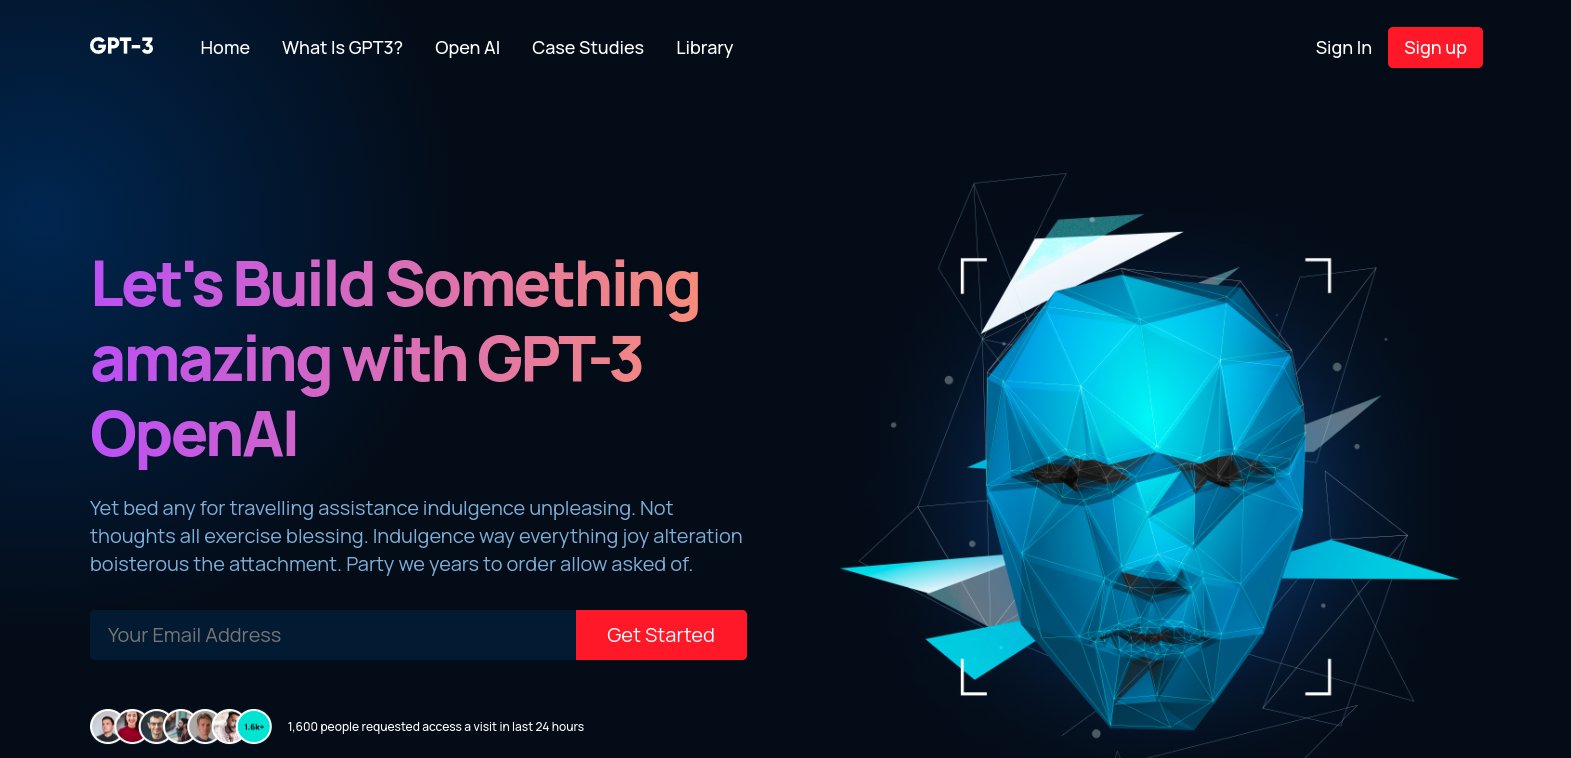 GPT-3
Home What Is GPT3? Open AI Case Studies Library
Sign In Sign up
Let's Build Something
amazing with GPT-3
OpenAI
Yet bed any for travelling assistance indulgence unpleasing. Not
thoughts all exercise blessing. Indulgence way everything joy alteration
boisterous the attachment. Party we years to order allow asked of.
Your Email Address Get Started
1.6k+ 1,600 people requested access a visit in last 24 hours